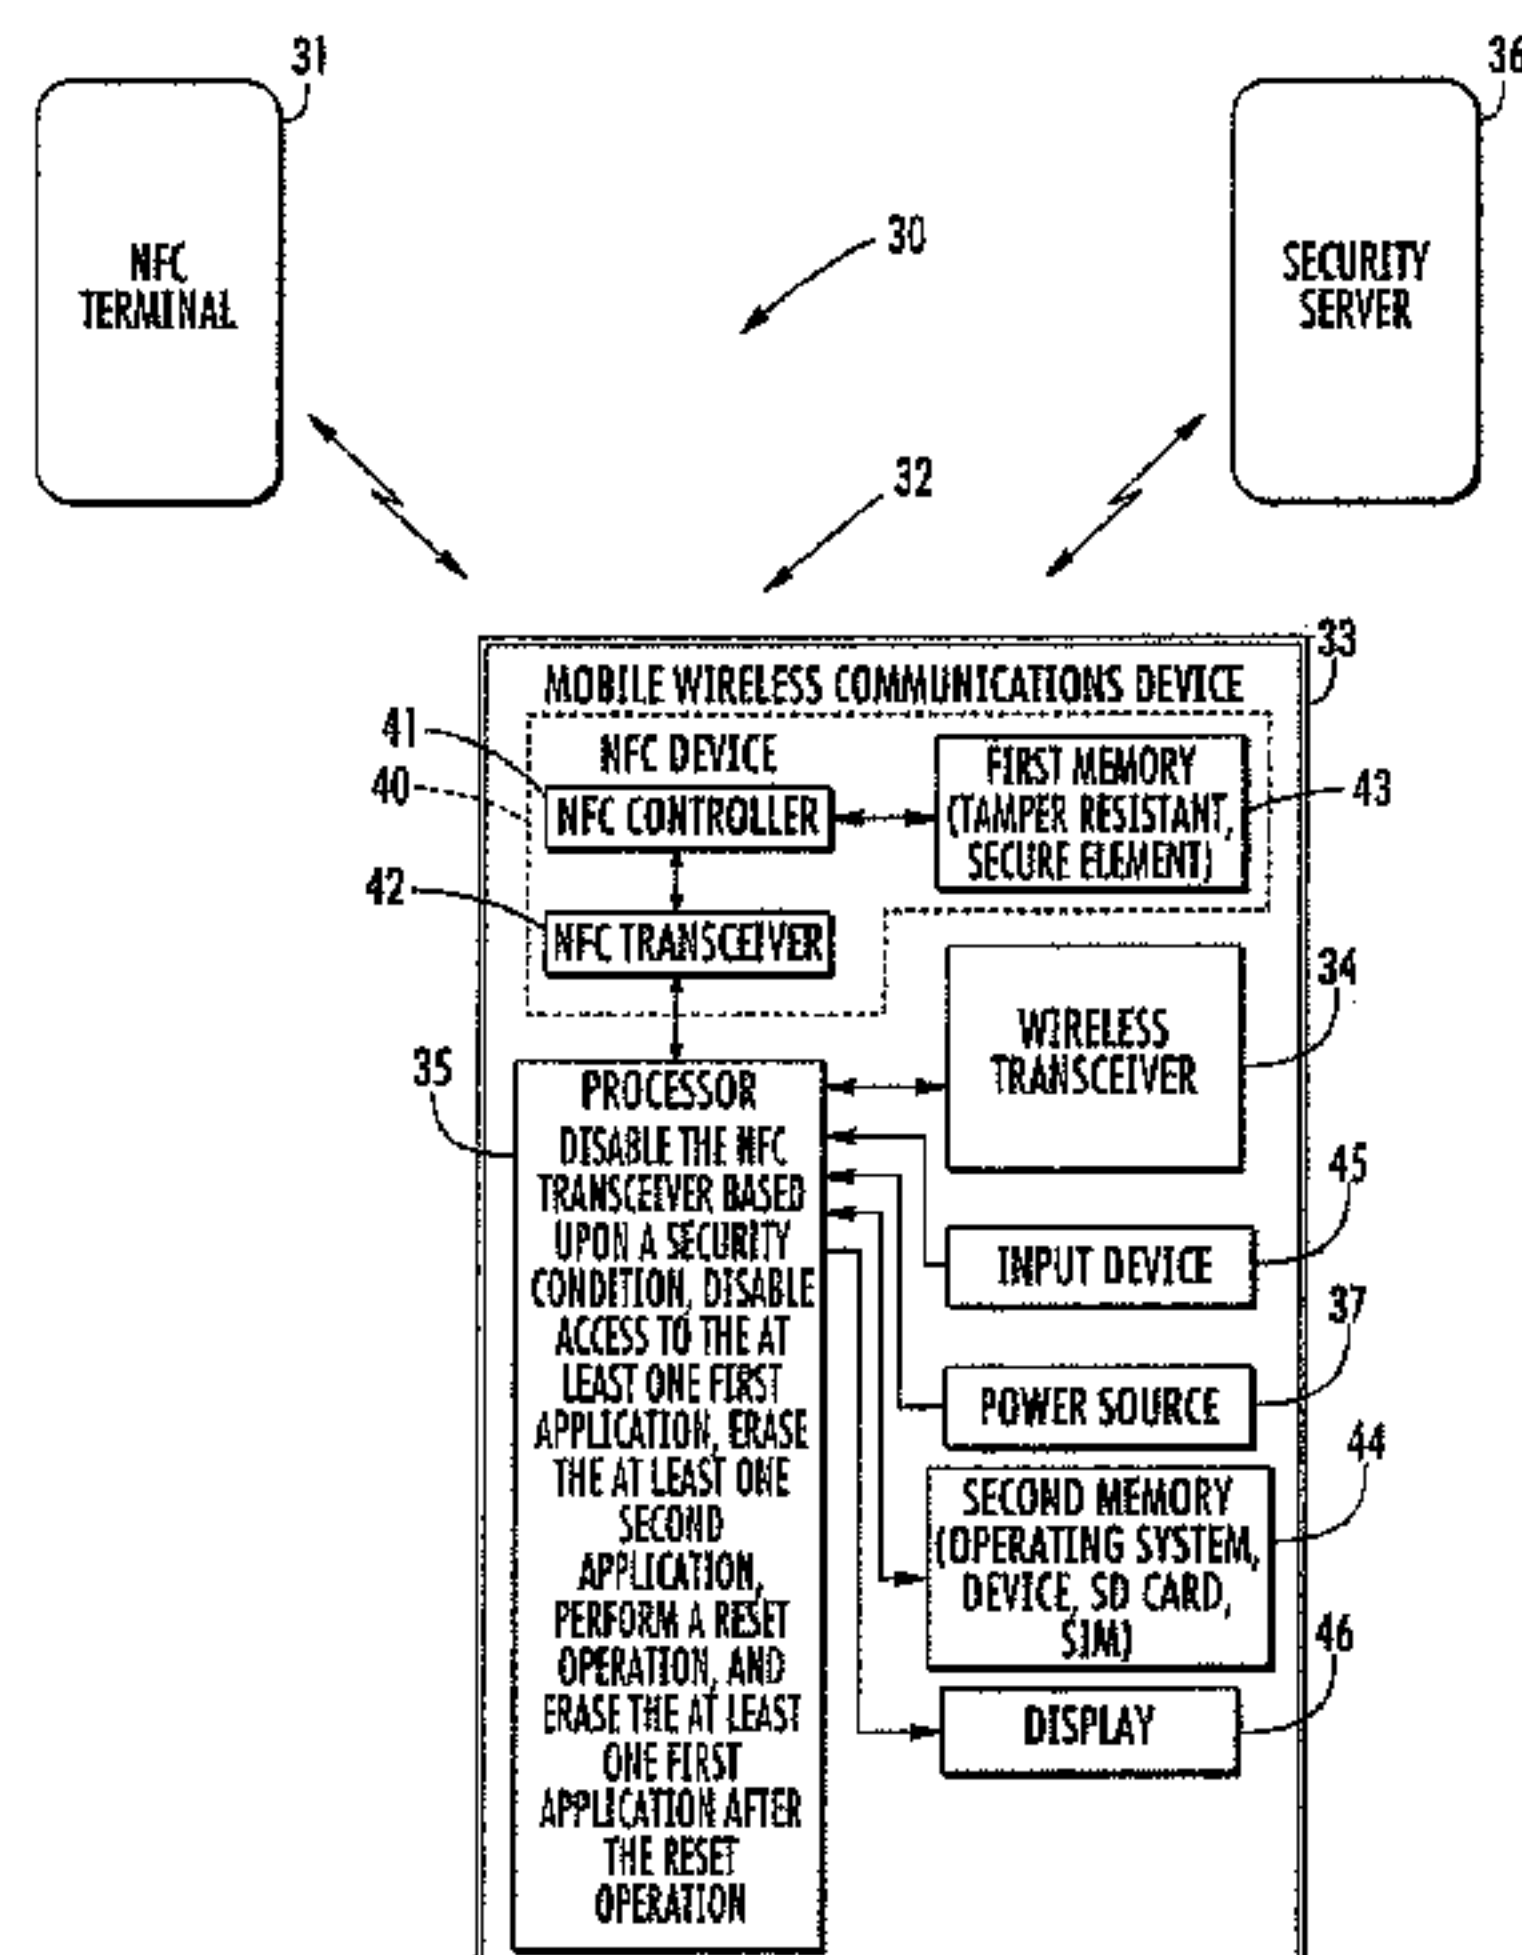 31
36
NFC
TERMINAL
30
SECURITY
SERVER
32
33
MOBILE WIRELESS COMMUNICATIONS DEVICE
41
NFC DEVICE
40
NFC CONTROLLER
FIRST MEMORY
(TAMPER RESISTANT,
SECURE ELEMENT)
43
42
NFC TRANSCEIVER
34
WIRELESS
TRANSCEIVER
35
PROCESSOR
DISABLE THE NFC
TRANSCEIVER BASED
UPON A SECURITY
CONDITION, DISABLE
ACCESS TO THE AT
LEAST ONE FIRST
APPLICATION, ERASE
THE AT LEAST ONE
SECOND
APPLICATION,
PERFORM A RESET
OPERATION, AND
ERASE THE AT LEAST
ONE FIRST
APPLICATION AFTER
THE RESET
OPERATION
45
INPUT DEVICE
37
POWER SOURCE
44
SECOND MEMORY
(OPERATING SYSTEM,
DEVICE, SD CARD,
SIM)
46
DISPLAY